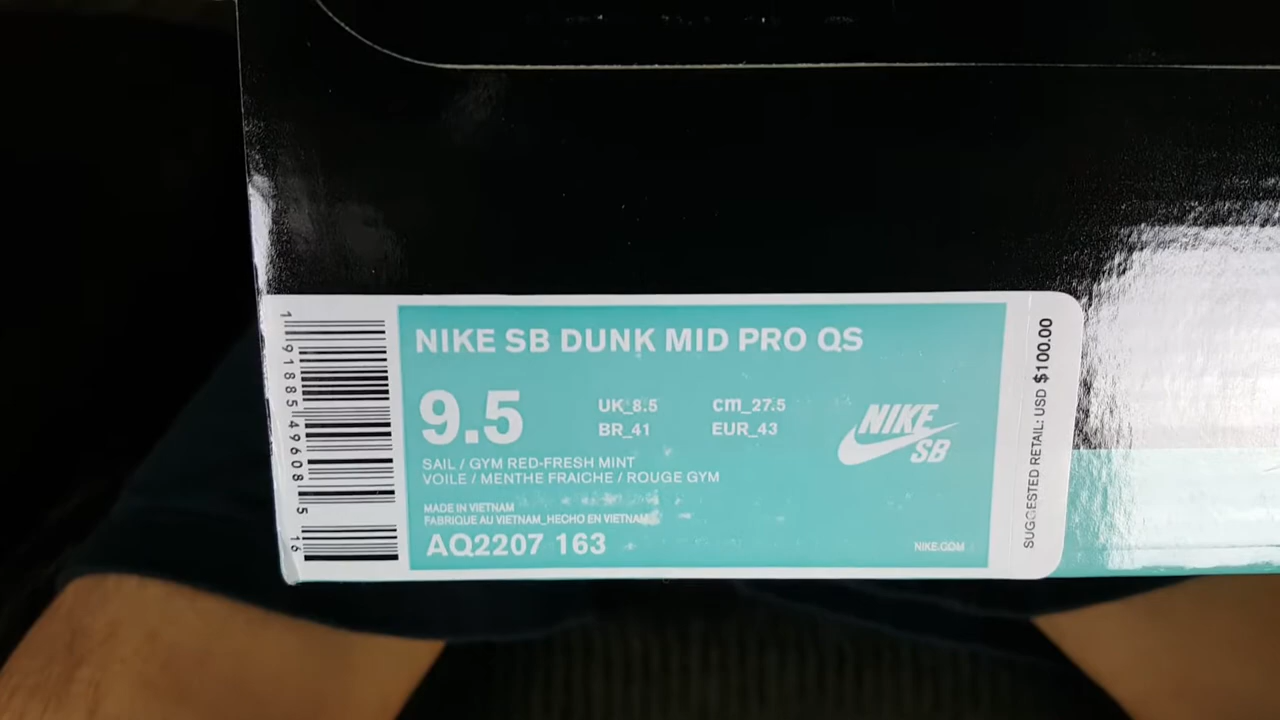 NIKE SB DUNK MID PRO QS
9.5
UK_8.5 cm_27.5
BR_41 EUR_43
NIKE
SB
SAIL / GYM RED-FRESH MINT
VOILE / MENTHE FRAICHE / ROUGE GYM
MADE IN VIETNAM
FABRIQUE AU VIETNAM_HECHO EN VIETNAM
AQ2207 163
NIKE.COM
SUGGESTED RETAIL: USD $100.00
1 91885 49608 5 16